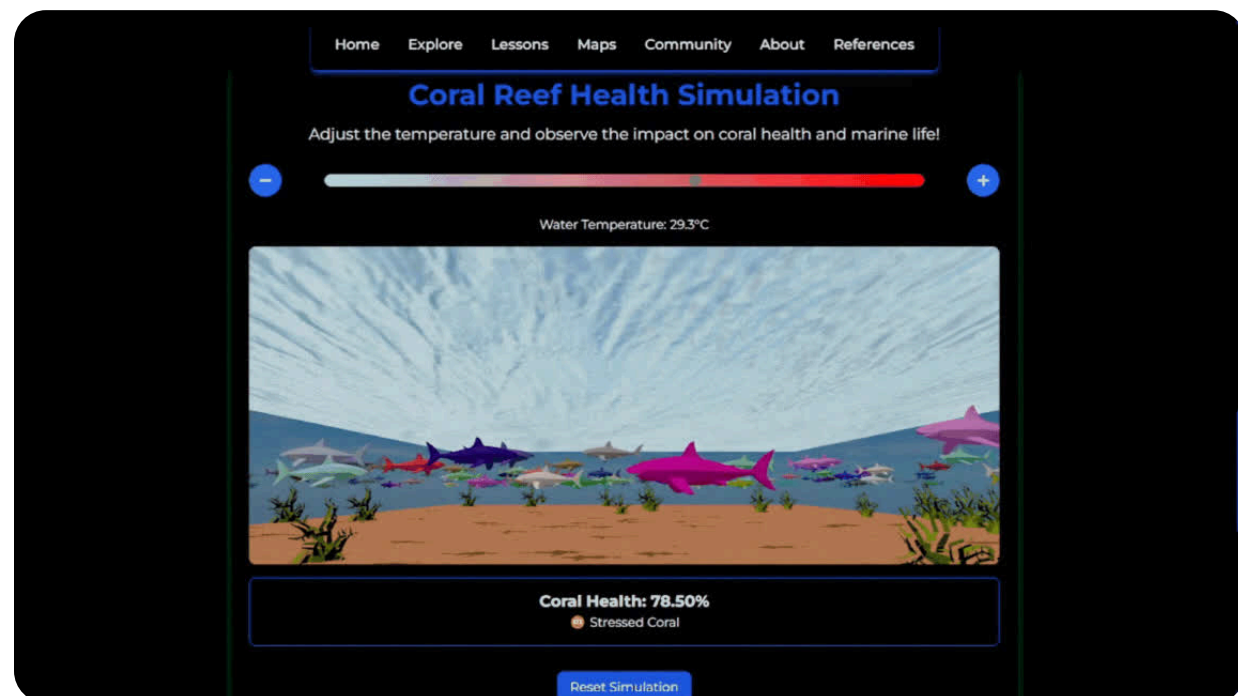 Home Explore Lessons Maps Community About References
Coral Reef Health Simulation
Adjust the temperature and observe the impact on coral health and marine life!
− +
Water Temperature: 29.3°C
Coral Health: 78.50%
Stressed Coral
Reset Simulation